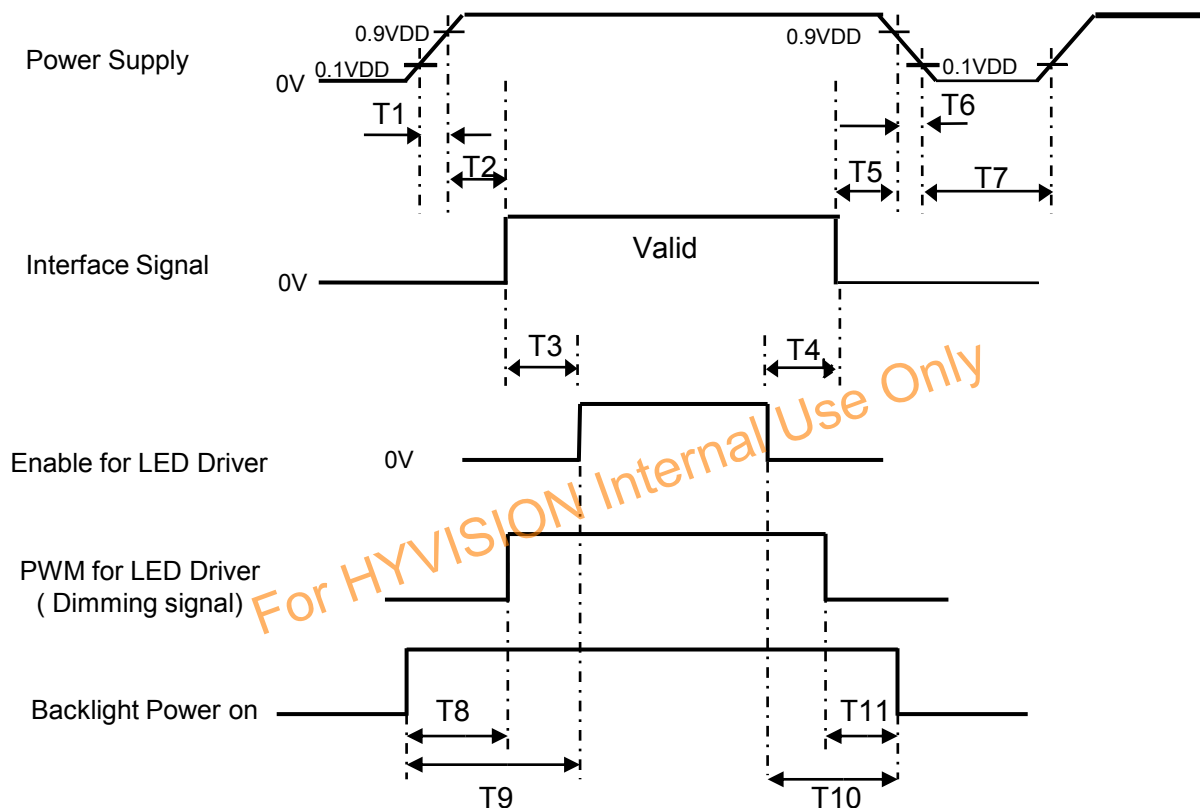 0.9VDD
0.9VDD
Power Supply
0.1VDD
0.1VDD
0V
T1
T6
T2
T5
T7
Valid
Interface Signal
0V
T3
T4
For HYVISION Internal Use Only
Enable for LED Driver
0V
PWM for LED Driver
( Dimming signal)
Backlight Power on
T8
T11
T9
T10